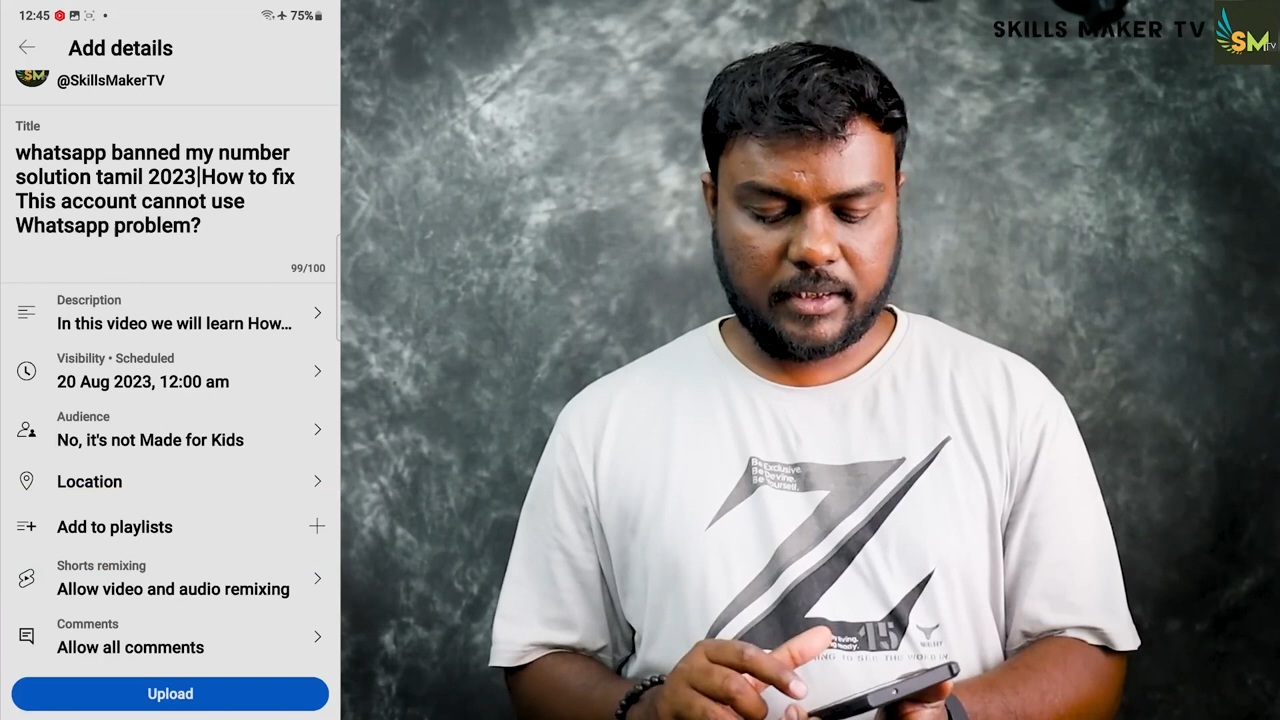 12:45
75%
Add details
SM
@SkillsMakerTV
Title
whatsapp banned my number
solution tamil 2023|How to fix
This account cannot use
Whatsapp problem?
99/100
Description
In this video we will learn How...
Visibility • Scheduled
20 Aug 2023, 12:00 am
Audience
No, it's not Made for Kids
Location
Add to playlists
Shorts remixing
Allow video and audio remixing
Comments
Allow all comments
Upload
SKILLS MAKER TV
SM TV
Be Exclusive.
Be Devine.
Be Yourself.
15